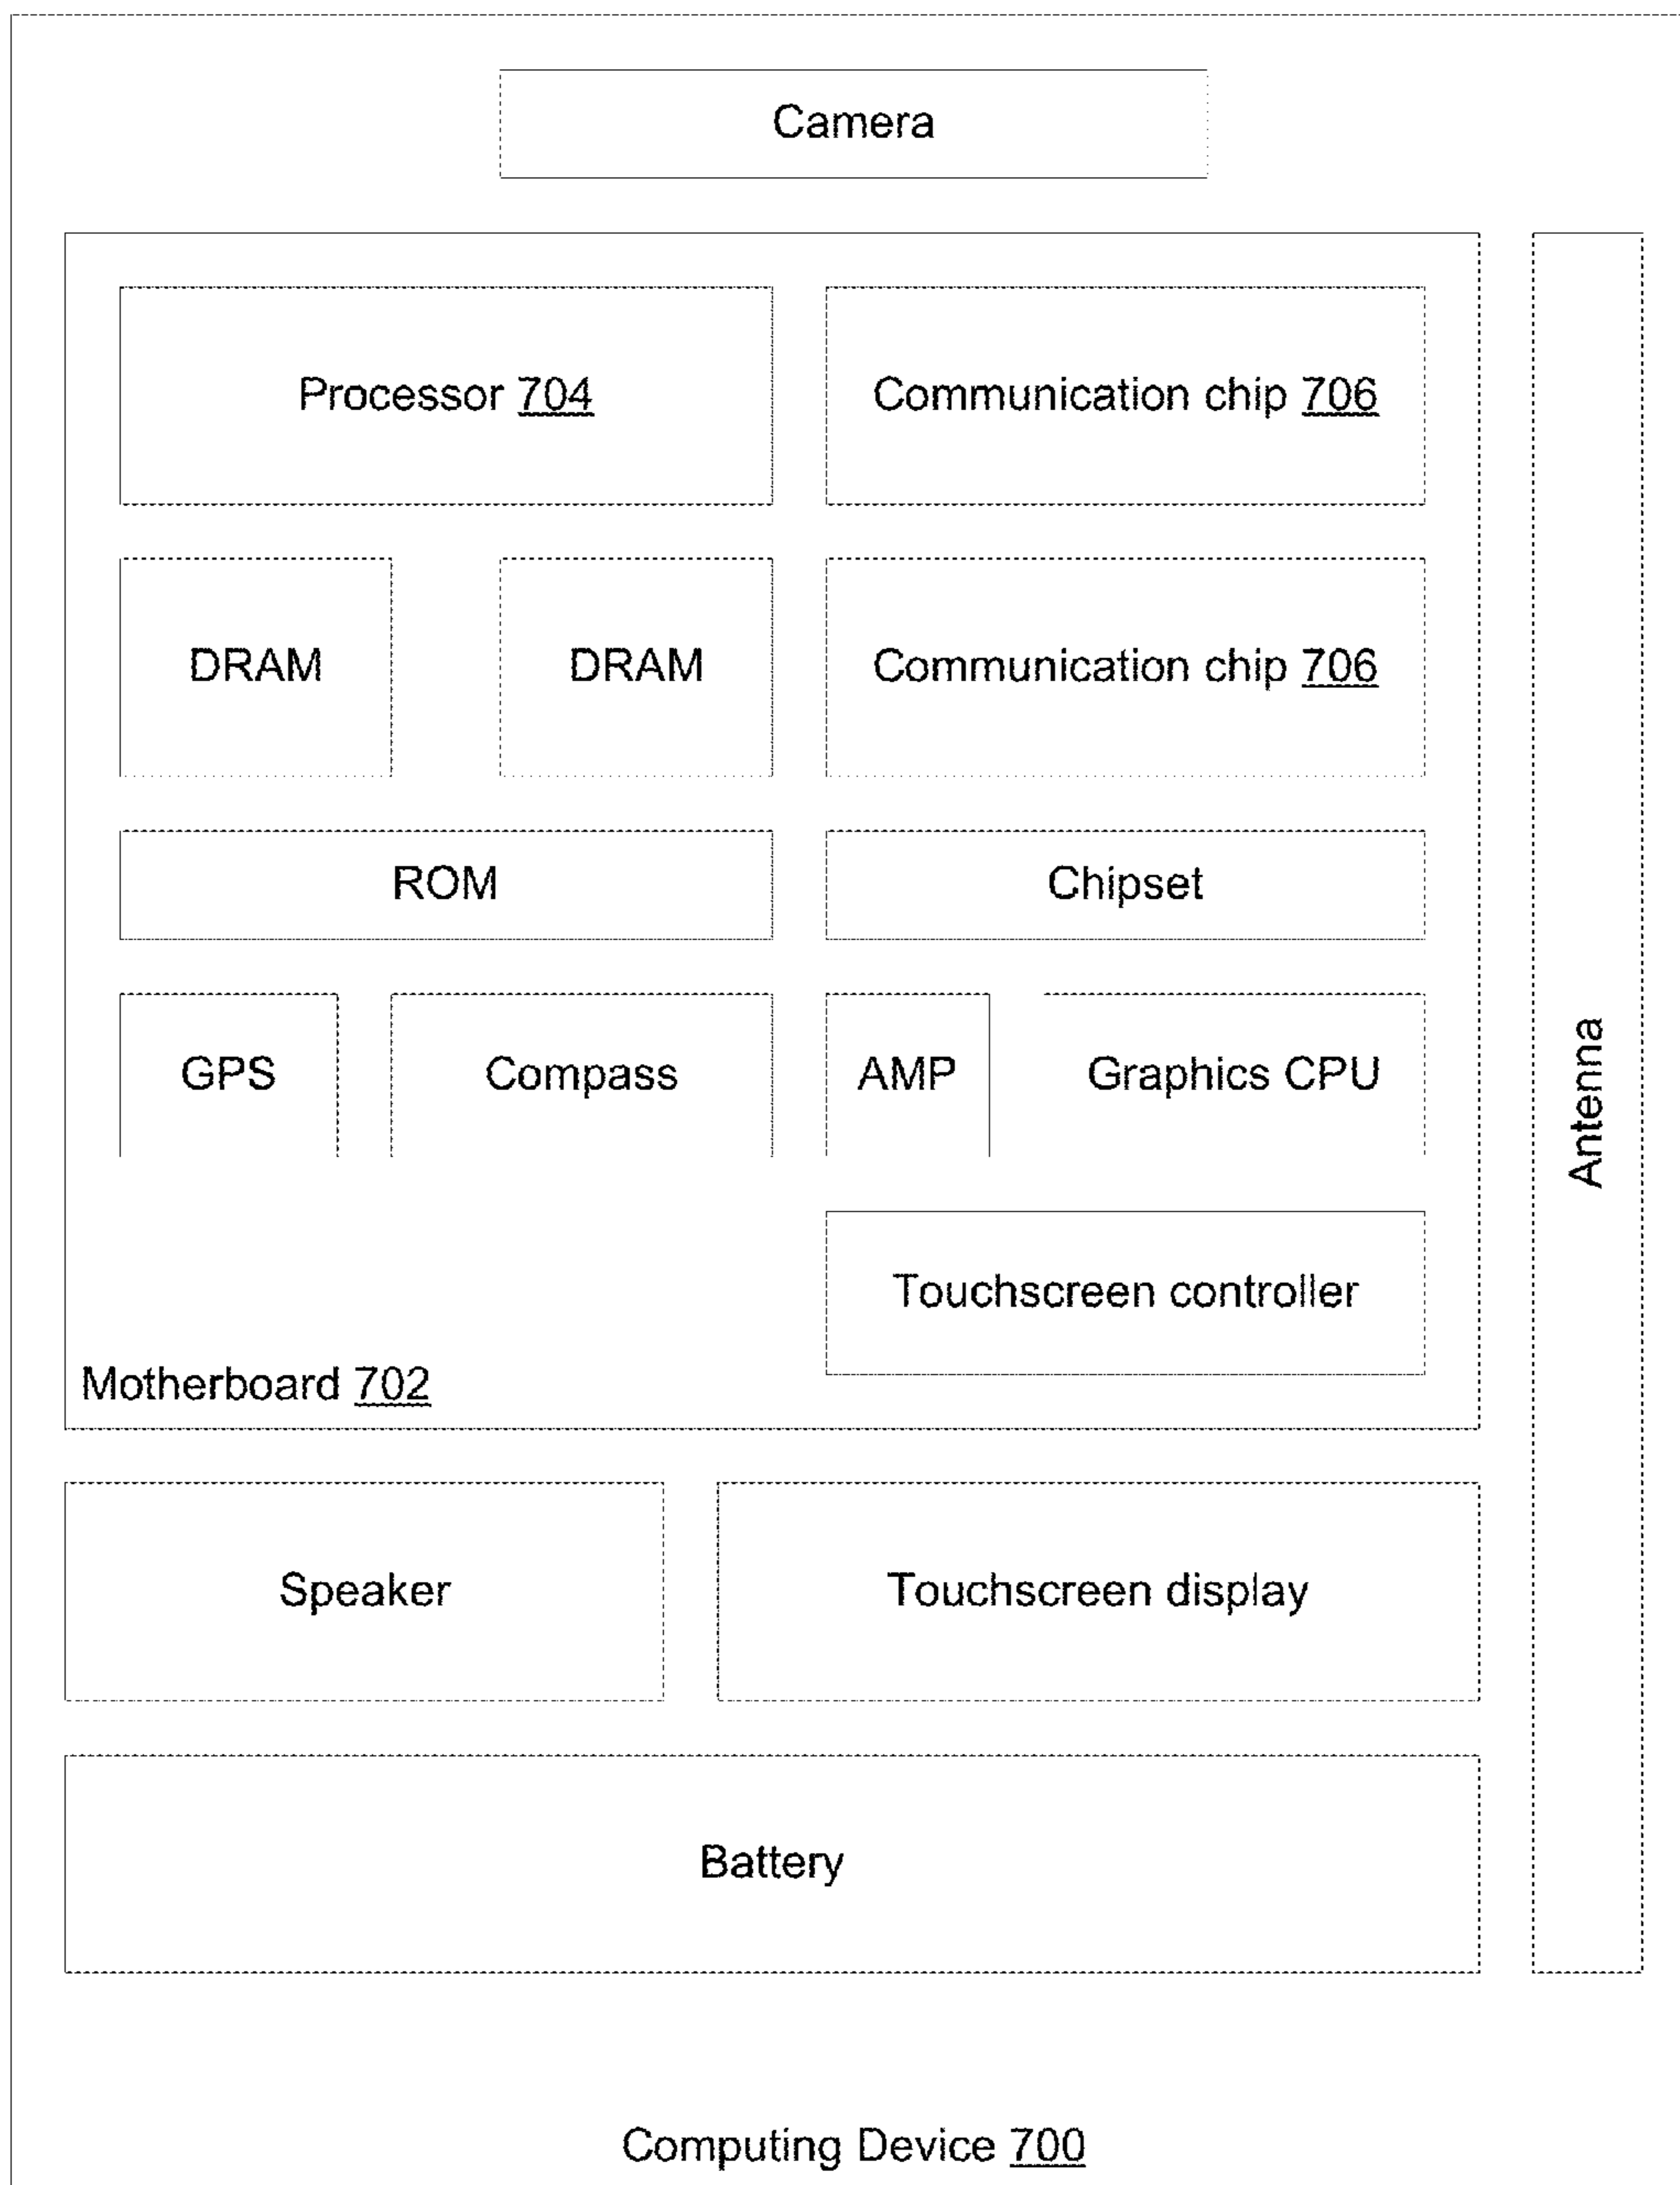 Camera
Processor 704
Communication chip 706
DRAM
DRAM
Communication chip 706
ROM
Chipset
GPS
Compass
AMP
Graphics CPU
Antenna
Touchscreen controller
Motherboard 702
Speaker
Touchscreen display
Battery
Computing Device 700